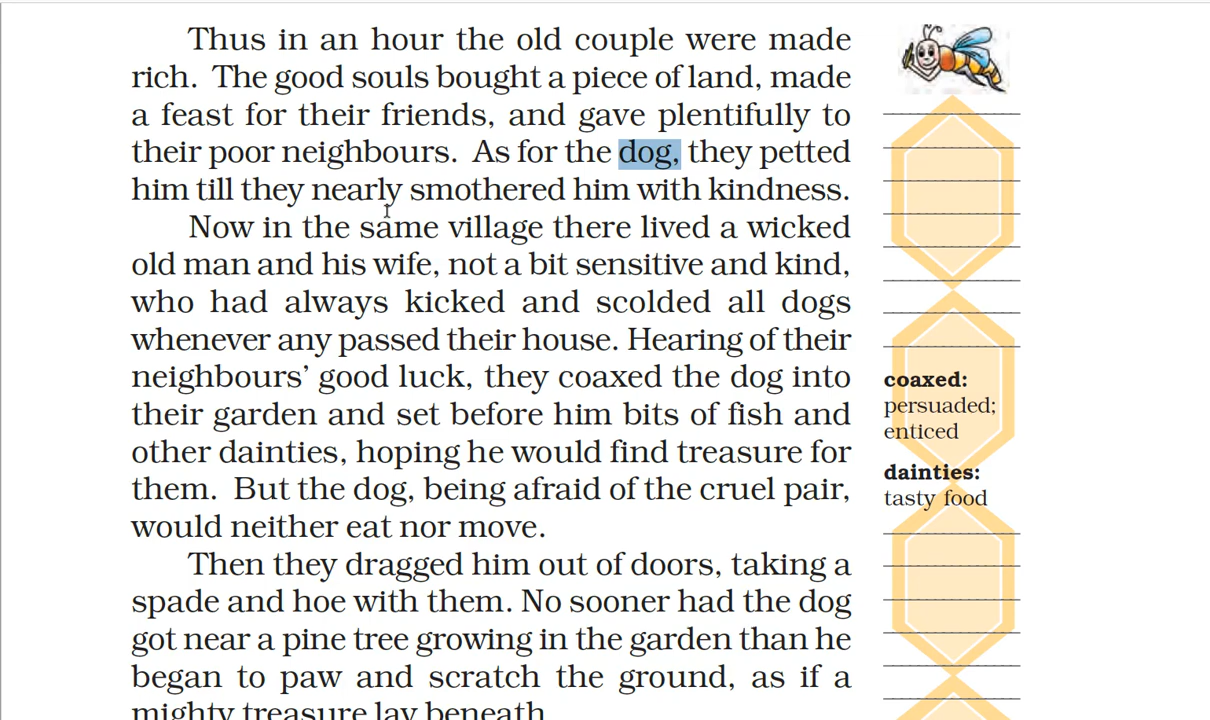 Thus in an hour the old couple were made
rich. The good souls bought a piece of land, made
a feast for their friends, and gave plentifully to
their poor neighbours. As for the dog, they petted
him till they nearly smothered him with kindness.
Now in the same village there lived a wicked
old man and his wife, not a bit sensitive and kind,
who had always kicked and scolded all dogs
whenever any passed their house. Hearing of their
neighbours’ good luck, they coaxed the dog into
their garden and set before him bits of fish and
other dainties, hoping he would find treasure for
them. But the dog, being afraid of the cruel pair,
would neither eat nor move.
Then they dragged him out of doors, taking a
spade and hoe with them. No sooner had the dog
got near a pine tree growing in the garden than he
began to paw and scratch the ground, as if a
mighty treasure lay beneath
coaxed:
persuaded;
enticed
dainties:
tasty food